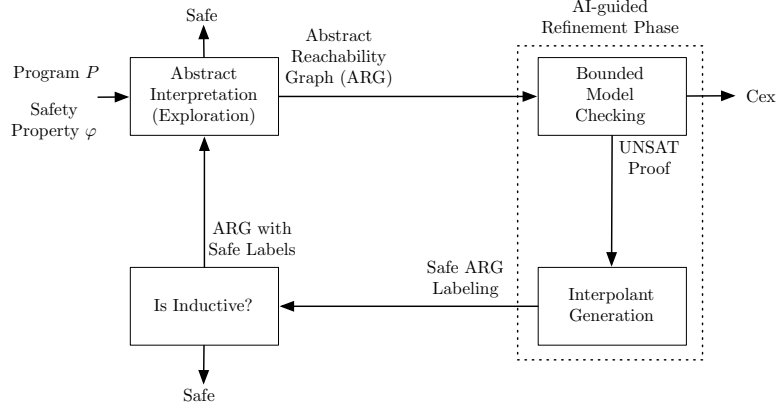 Safe
AI-guided
Refinement Phase
Program P
Safety
Property φ
Abstract
Interpretation
(Exploration)
Abstract
Reachability
Graph (ARG)
Bounded
Model
Checking
Cex
UNSAT
Proof
ARG with
Safe Labels
Safe ARG
Labeling
Is Inductive?
Interpolant
Generation
Safe